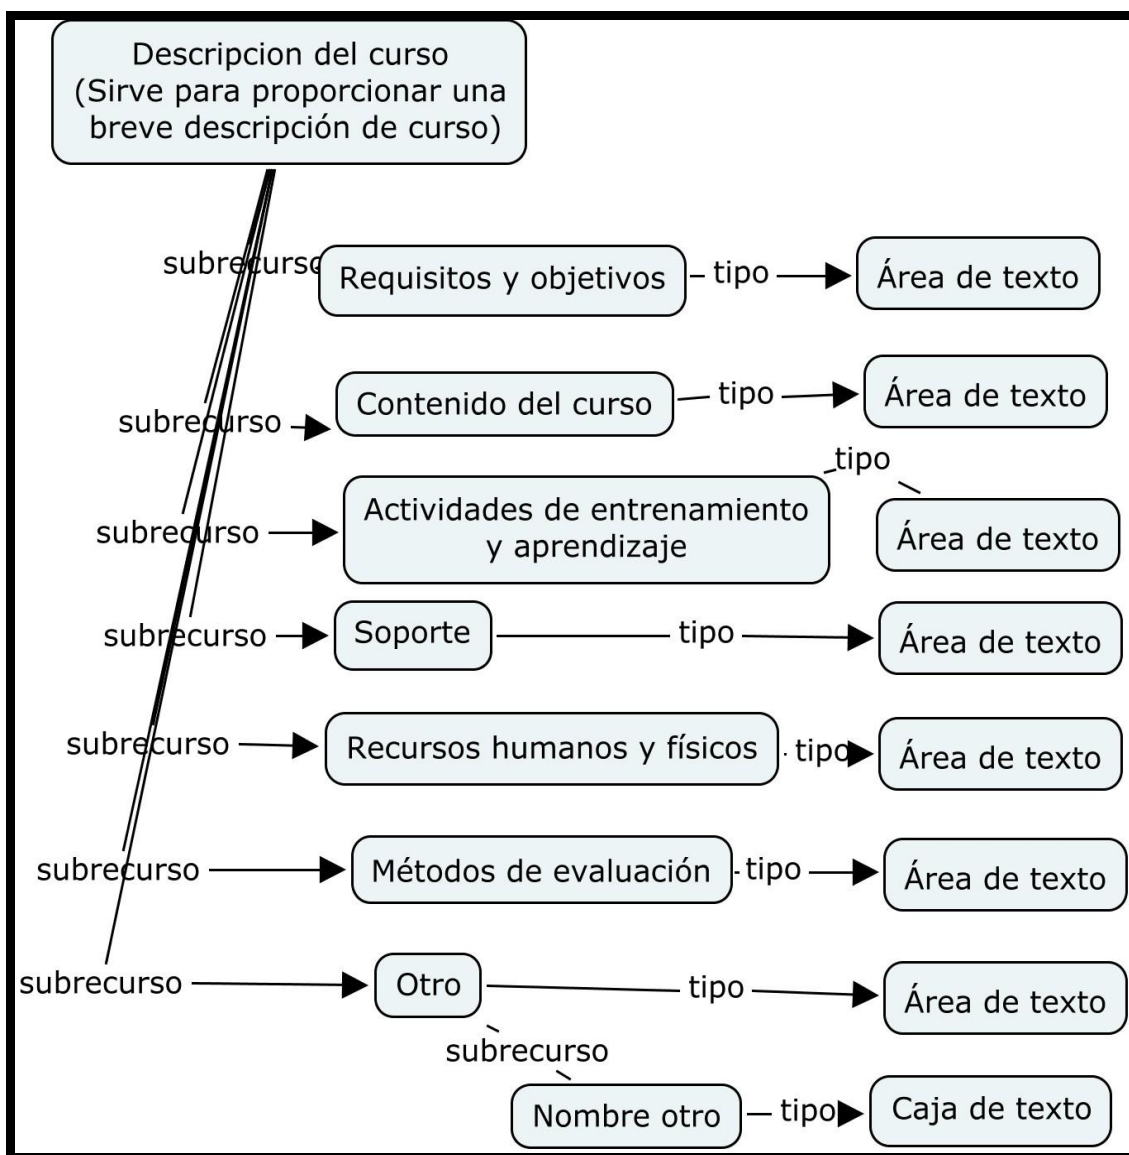 Descripcion del curso
(Sirve para proporcionar una
breve descripción de curso)
subrecurso
Requisitos y objetivos
tipo
Área de texto
subrecurso
Contenido del curso
tipo
Área de texto
subrecurso
Actividades de entrenamiento
y aprendizaje
tipo
Área de texto
subrecurso
Soporte
tipo
Área de texto
subrecurso
Recursos humanos y físicos
tipo
Área de texto
subrecurso
Métodos de evaluación
tipo
Área de texto
subrecurso
Otro
tipo
Área de texto
subrecurso
Nombre otro
tipo
Caja de texto